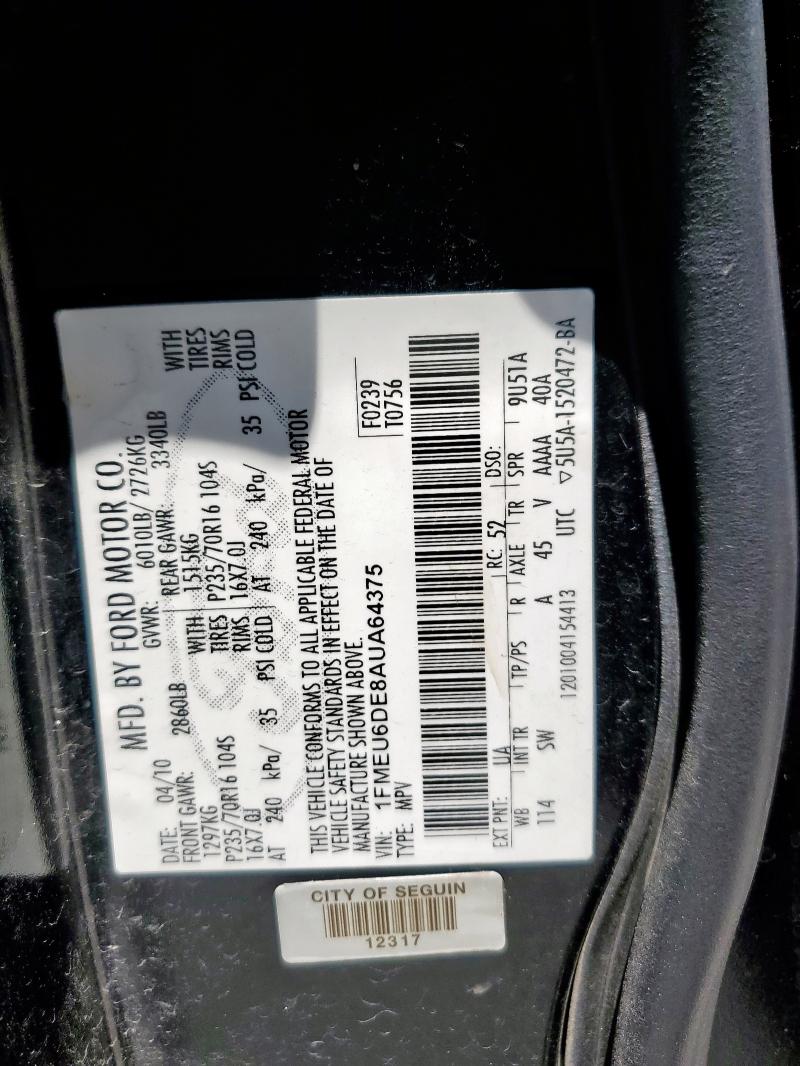 MFD. BY FORD MOTOR CO.
DATE: 04/10 GVWR: 6010LB/ 2726KG
FRONT GAWR: 2860LB REAR GAWR: 3340LB
1297KG WITH 1515KG WITH
P235/70R16 104S TIRES P235/70R16 104S TIRES
16X7.0J RIMS 16X7.0J RIMS
AT 240 kPa/ 35 PSI COLD AT 240 kPa/ 35 PSI COLD
THIS VEHICLE CONFORMS TO ALL APPLICABLE FEDERAL MOTOR
VEHICLE SAFETY STANDARDS IN EFFECT ON THE DATE OF
MANUFACTURE SHOWN ABOVE.
VIN: 1FMEU6DE8AUA64375 F0239
TYPE: MPV T0756
EXT PNT: UA RC: 52 DSO:
WB INT TR TP/PS R AXLE TR SPR 9U51A
114 SW A 45 V AAAA 40A
1201004154413 UTC ▽5U5A-1520472-BA
CITY OF SEGUIN
12317